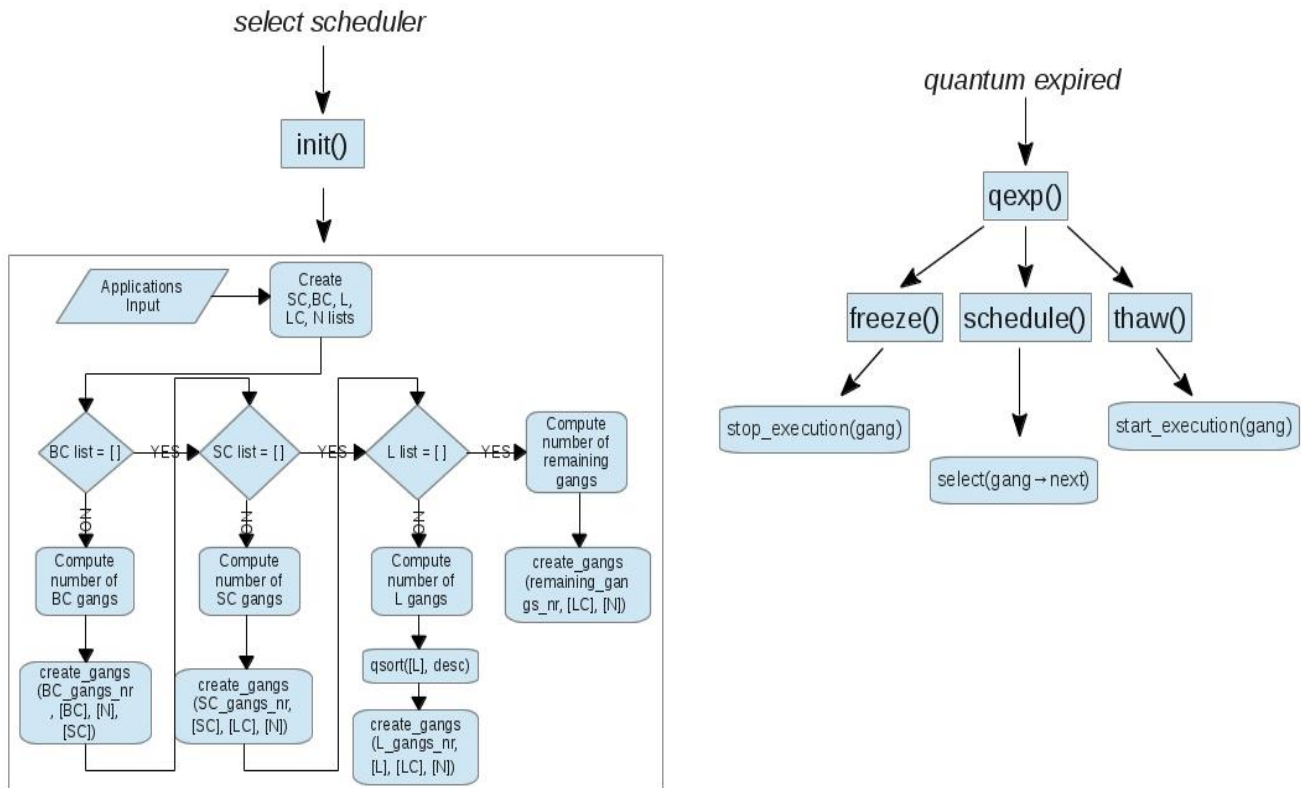 select scheduler
init()
Applications
Input
Create
SC,BC, L,
LC, N lists
BC list = [ ]
YES
SC list = [ ]
YES
L list = [ ]
YES
Compute
number of
remaining
gangs
NO
Compute
number of
BC gangs
NO
Compute
number of
SC gangs
NO
Compute
number of
L gangs
create_gangs
(remaining_gan
gs_nr, [LC], [N])
create_gangs
(BC_gangs_nr
, [BC], [N],
[SC])
create_gangs
(SC_gangs_nr,
[SC], [LC], [N])
qsort([L], desc)
create_gangs
(L_gangs_nr,
[L], [LC], [N])
quantum expired
qexp()
freeze()
schedule()
thaw()
stop_execution(gang)
select(gang→next)
start_execution(gang)